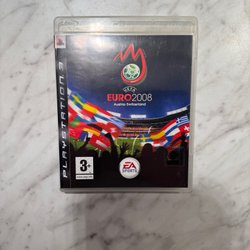 UEFA
EURO2008
Austria-Switzerland
PLAYSTATION 3
3+
EA
SPORTS